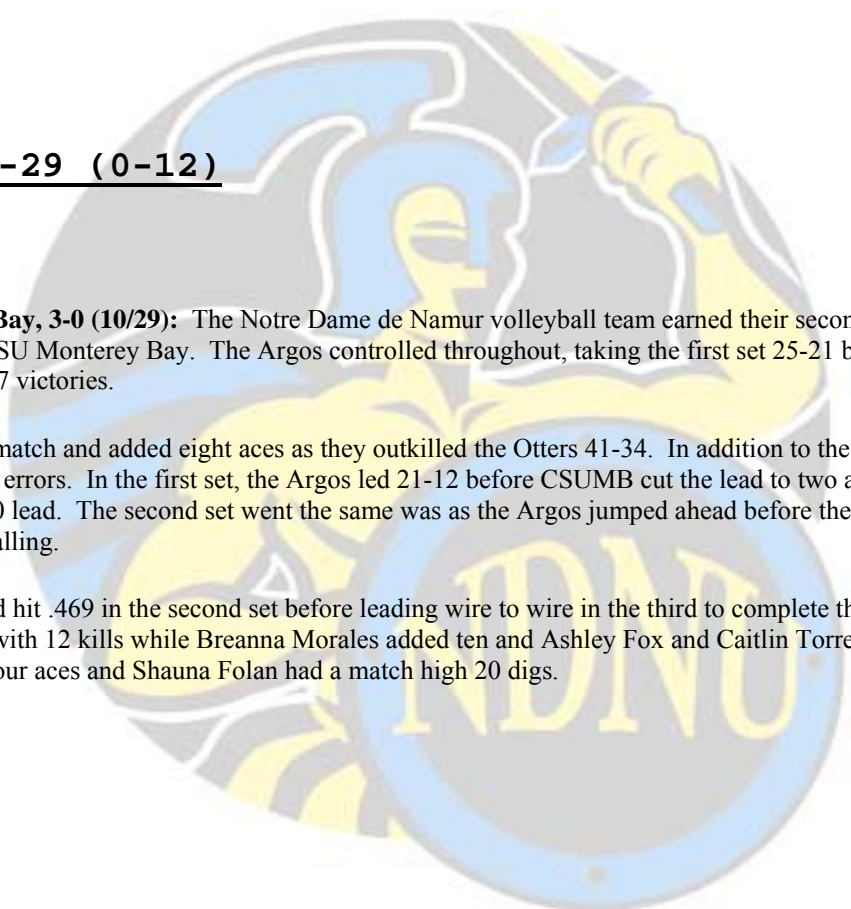 -29 (0-12)
Bay, 3-0 (10/29): The Notre Dame de Namur volleyball team earned their secon
SU Monterey Bay. The Argos controlled throughout, taking the first set 25-21 b
7 victories.
match and added eight aces as they outkilled the Otters 41-34. In addition to the
errors. In the first set, the Argos led 21-12 before CSUMB cut the lead to two a
0 lead. The second set went the same was as the Argos jumped ahead before the
alling.
d hit .469 in the second set before leading wire to wire in the third to complete th
with 12 kills while Breanna Morales added ten and Ashley Fox and Caitlin Torre
our aces and Shauna Folan had a match high 20 digs.
NDNU